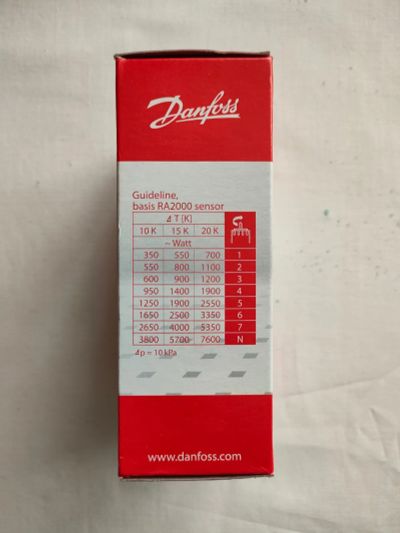 Danfoss
Guideline,
basis RA2000 sensor
⊿ T [K]
10 K 15 K 20 K
~ Watt
350 550 700 1
550 800 1100 2
600 900 1200 3
950 1400 1900 4
1250 1900 2550 5
1650 2500 3350 6
2650 4000 5350 7
3800 5700 7600 N
⊿p = 10 kPa
www.danfoss.com